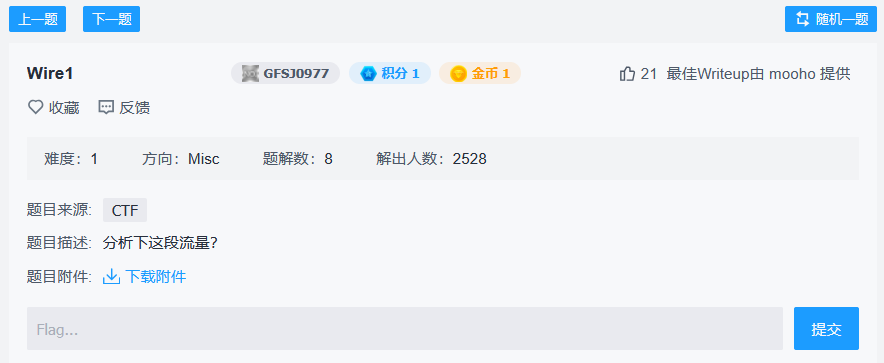 上一题 下一题 随机一题
Wire1 GFSJ0977 积分 1 金币 1 21 最佳Writeup由 mooho 提供
收藏 反馈
难度：1 方向：Misc 题解数：8 解出人数：2528
题目来源: CTF
题目描述: 分析下这段流量?
题目附件: 下载附件
Flag... 提交